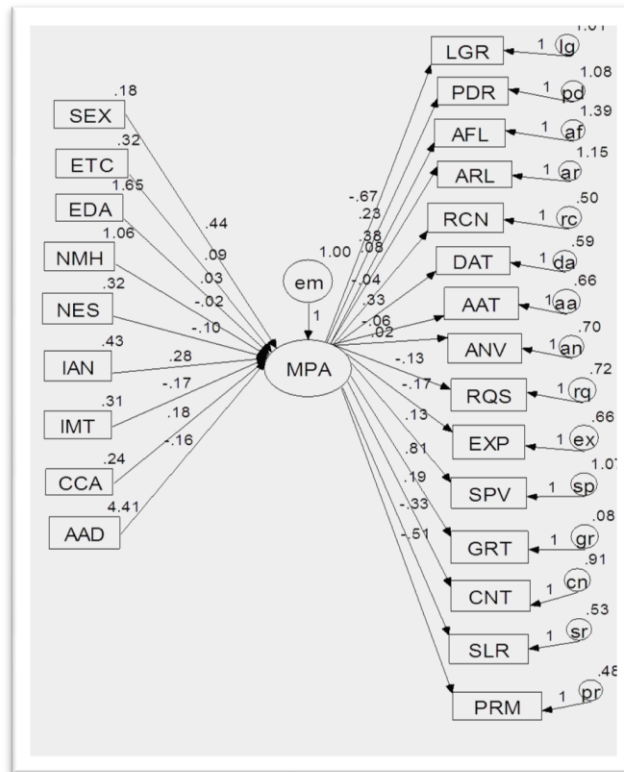 .18
SEX
.32
ETC
1.65
EDA
1.06
NMH
.32
NES
.43
IAN
.31
IMT
.24
CCA
4.41
AAD
.44
.09
.03
-.02
-.10
.28
-.17
.18
-.16
1.00
em
1
MPA
-.67
.23
.38
.08
-.04
.33
-.06
.02
-.13
-.17
.13
.81
.19
-.33
-.51
LGR 1 lg
1.08
PDR 1 pd
1.39
AFL 1 af
1.15
ARL 1 ar
.50
RCN 1 rc
.59
DAT 1 da
.66
AAT 1 aa
.70
ANV 1 an
.72
RQS 1 rq
.66
EXP 1 ex
1.07
SPV 1 sp
.08
GRT 1 gr
.91
CNT 1 cn
.53
SLR 1 sr
.48
PRM 1 pr